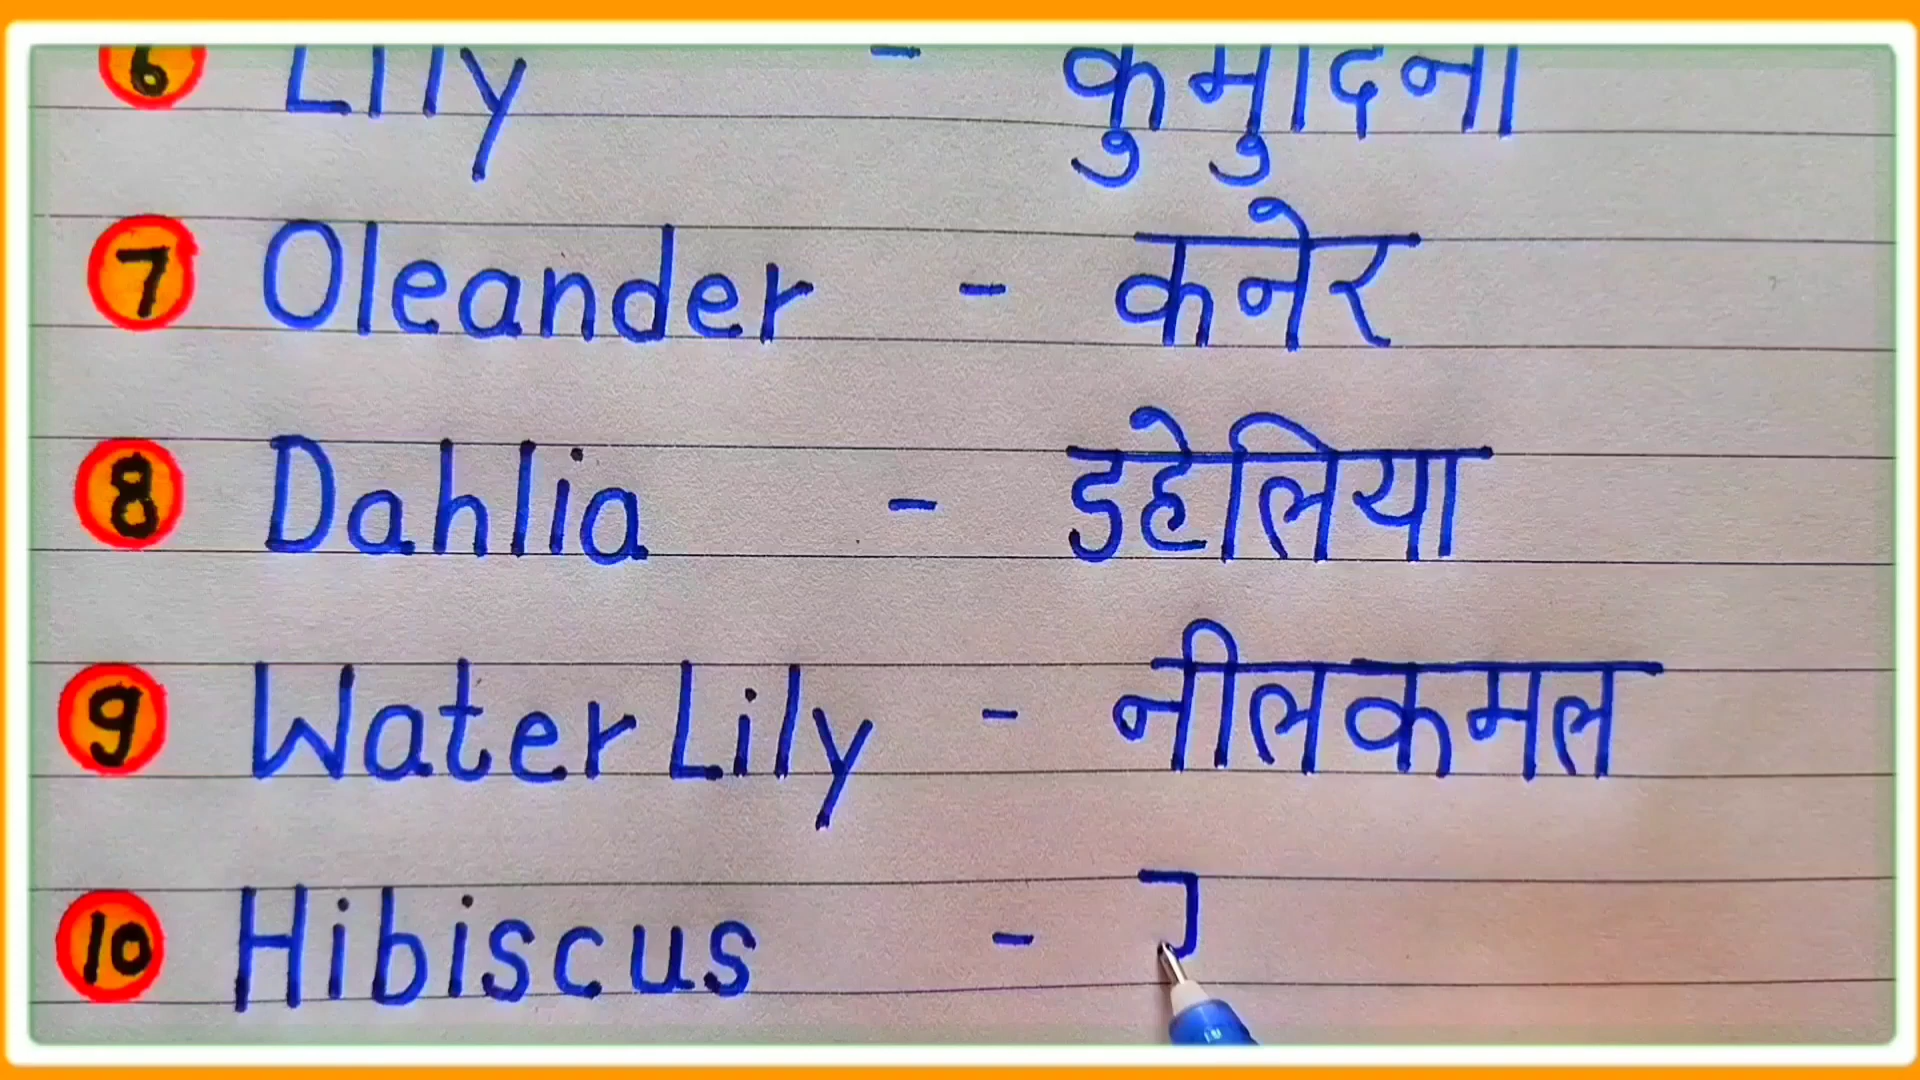 6 Lily - कुमुदिनी
7 Oleander - कनेर
8 Dahlia - डहेलिया
9 Water Lily - नीलकमल
10 Hibiscus -